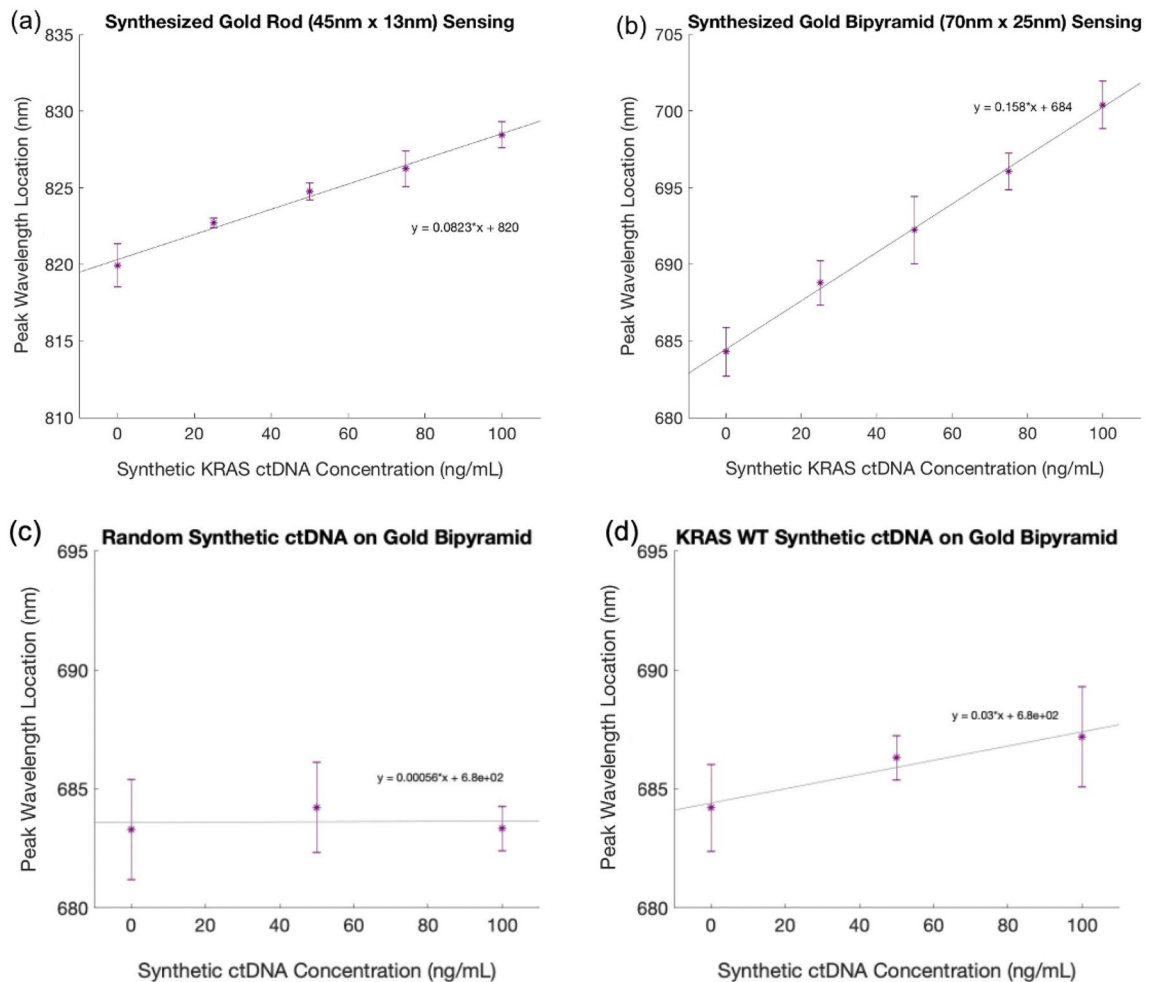 (a)
Synthesized Gold Rod (45nm x 13nm) Sensing
835
830
825
820
815
810
Peak Wavelength Location (nm)
y = 0.0823*x + 820
0 20 40 60 80 100
Synthetic KRAS ctDNA Concentration (ng/mL)
(b)
Synthesized Gold Bipyramid (70nm x 25nm) Sensing
705
700
695
690
685
680
Peak Wavelength Location (nm)
y = 0.158*x + 684
0 20 40 60 80 100
Synthetic KRAS ctDNA Concentration (ng/mL)
(c)
Random Synthetic ctDNA on Gold Bipyramid
695
690
685
680
Peak Wavelength Location (nm)
y = 0.00056*x + 6.8e+02
0 20 40 60 80 100
Synthetic ctDNA Concentration (ng/mL)
(d)
KRAS WT Synthetic ctDNA on Gold Bipyramid
695
690
685
680
Peak Wavelength Location (nm)
y = 0.03*x + 6.8e+02
0 20 40 60 80 100
Synthetic ctDNA Concentration (ng/mL)